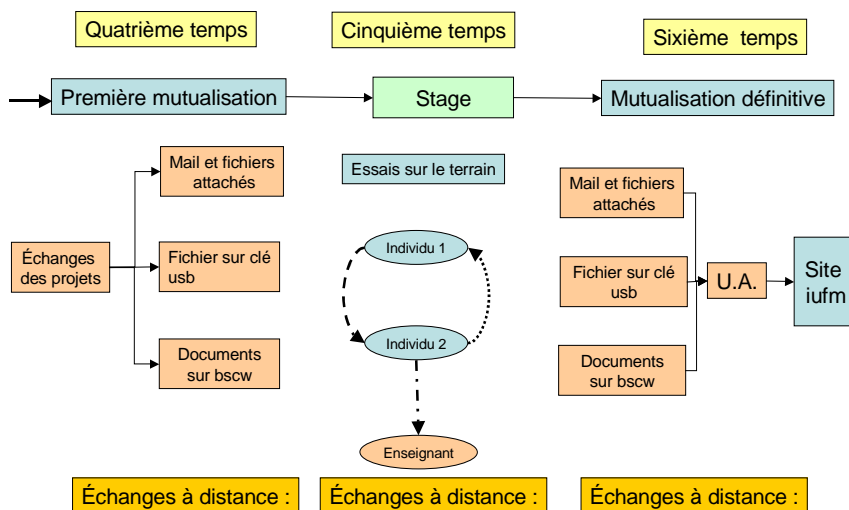 Quatrième temps
Cinquième temps
Sixième temps
Première mutualisation
Stage
Mutualisation définitive
Mail et fichiers
attachés
Essais sur le terrain
Mail et fichiers
attachés
Individu 1
Échanges
des projets
Fichier sur clé
usb
Fichier sur clé
usb
U.A.
Site
iufm
Individu 2
Documents
sur bscw
Documents
sur bscw
Enseignant
Échanges à distance :
Échanges à distance :
Échanges à distance :